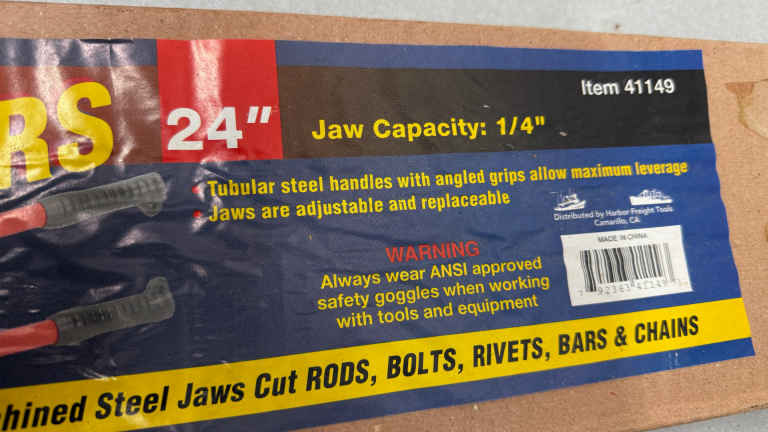 RS
24"
Item 41149
Jaw Capacity: 1/4"
Tubular steel handles with angled grips allow maximum leverage
Jaws are adjustable and replaceable
Distributed by Harbor Freight Tools
Camarillo, CA
WARNING
Always wear ANSI approved
safety goggles when working
with tools and equipment
MADE IN CHINA
hined Steel Jaws Cut RODS, BOLTS, RIVETS, BARS & CHAINS